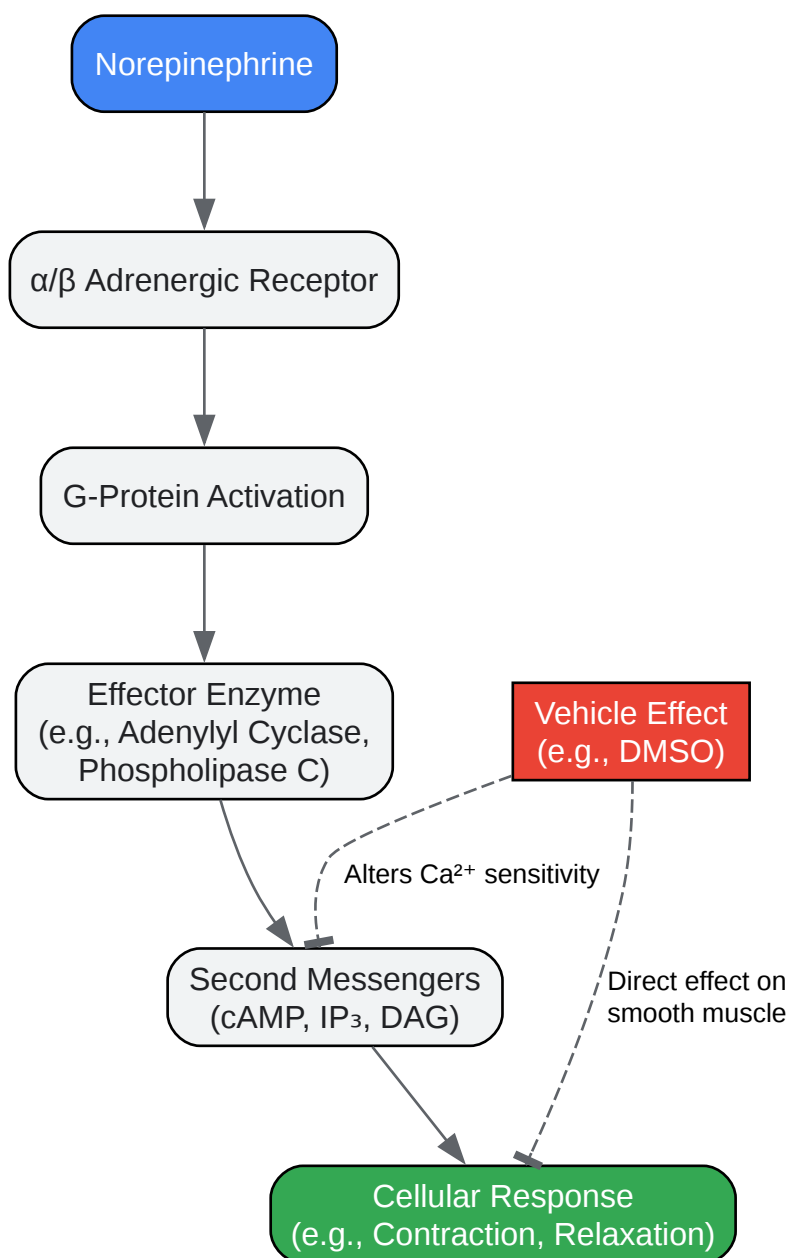 Norepinephrine
α/β Adrenergic Receptor
G-Protein Activation
Effector Enzyme
(e.g., Adenylyl Cyclase,
Phospholipase C)
Vehicle Effect
(e.g., DMSO)
Alters Ca²⁺ sensitivity
Second Messengers
(cAMP, IP₃, DAG)
Direct effect on
smooth muscle
Cellular Response
(e.g., Contraction, Relaxation)